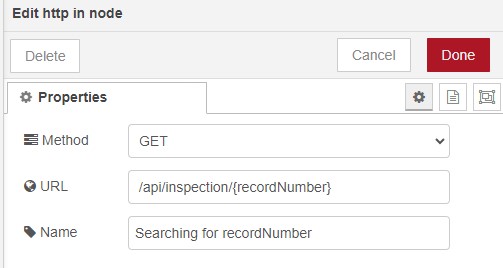 Edit http in node
Delete
Cancel
Done
Properties
Method
GET
URL
/api/inspection/{recordNumber}
Name
Searching for recordNumber